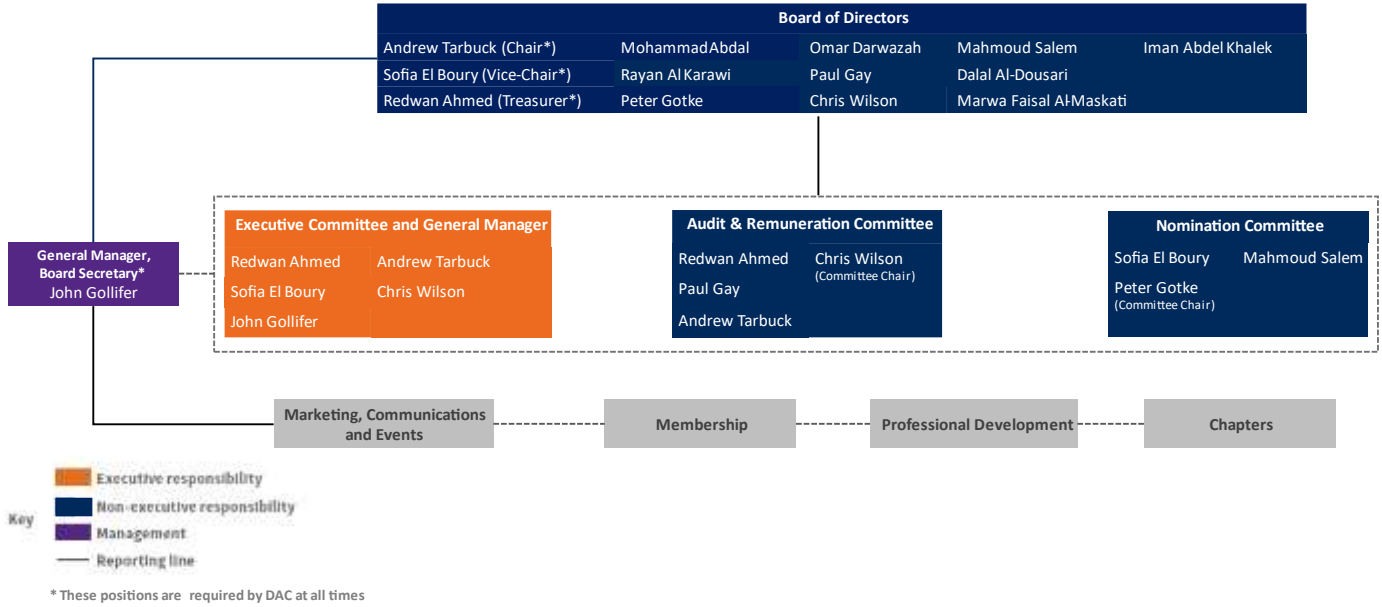 Board of Directors
Andrew Tarbuck (Chair*) Mohammad Abdal Omar Darwazah Mahmoud Salem Iman Abdel Khalek
Sofia El Boury (Vice-Chair*) Rayan Al Karawi Paul Gay Dalal Al-Dousari
Redwan Ahmed (Treasurer*) Peter Gotke Chris Wilson Marwa Faisal Al-Maskati
General Manager,
Board Secretary*
John Gollifer
Executive Committee and General Manager
Redwan Ahmed Andrew Tarbuck
Sofia El Boury Chris Wilson
John Gollifer
Audit & Remuneration Committee
Redwan Ahmed Chris Wilson
(Committee Chair)
Paul Gay
Andrew Tarbuck
Nomination Committee
Sofia El Boury Mahmoud Salem
Peter Gotke
(Committee Chair)
Marketing, Communications
and Events
Membership
Professional Development
Chapters
Key
Executive responsibility
Non-executive responsibility
Management
Reporting line
* These positions are required by DAC at all times